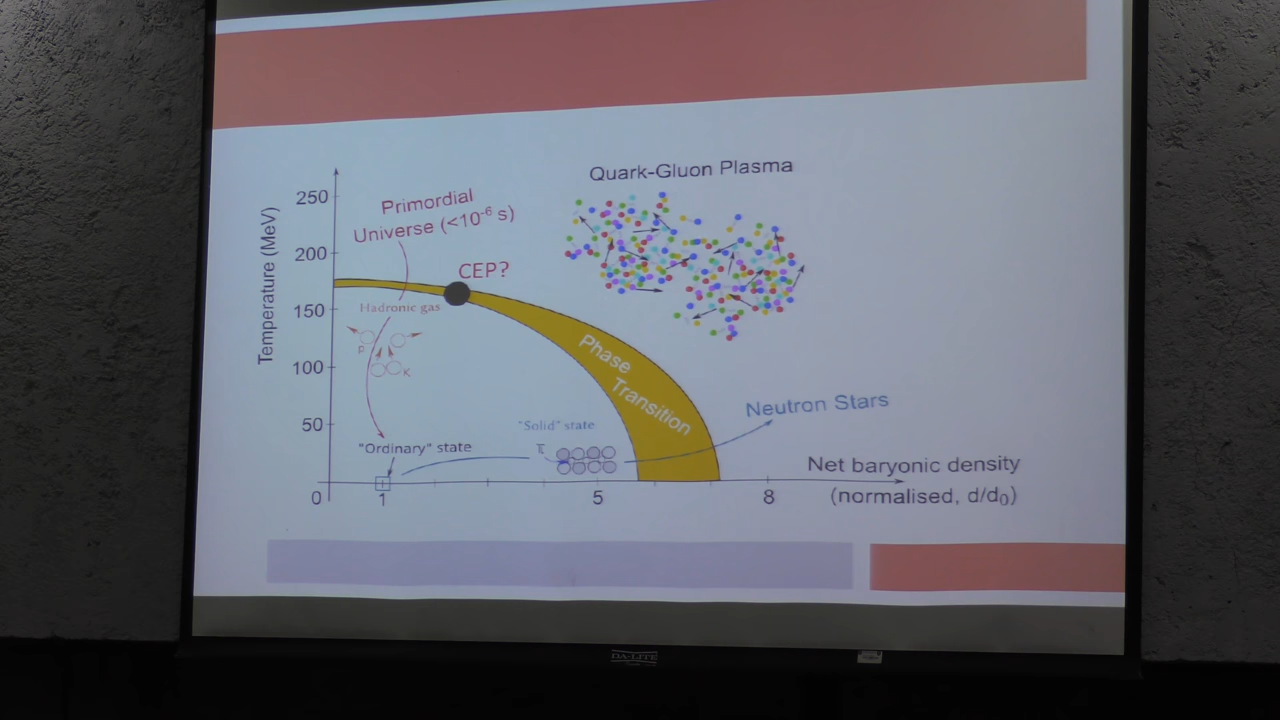 Quark-Gluon Plasma
Primordial
Universe (<10⁻⁶ s)
CEP?
Temperature (MeV)
250
200
150
100
50
0
Hadronic gas
P
K
Phase
Transition
"Solid" state
Neutron Stars
"Ordinary" state
1
5
8
Net baryonic density
(normalised, d/d₀)
DA-LITE